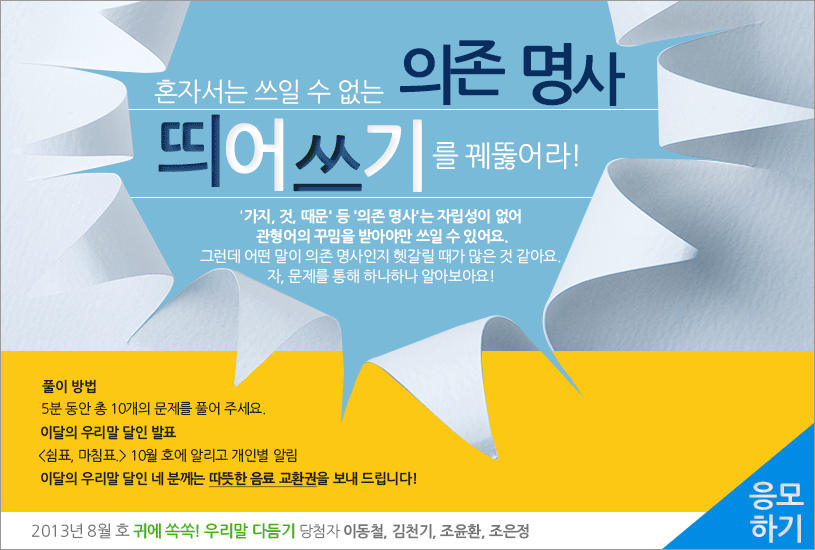 혼자서는 쓰일 수 없는 의존 명사
띄어쓰기를 꿰뚫어라!
'가지, 것, 때문' 등 '의존 명사'는 자립성이 없어
관형어의 꾸밈을 받아야만 쓰일 수 있어요.
그런데 어떤 말이 의존 명사인지 헷갈릴 때가 많은 것 같아요.
자, 문제를 통해 하나하나 알아보아요!
풀이 방법
5분 동안 총 10개의 문제를 풀어 주세요.
이달의 우리말 달인 발표
<쉼표, 마침표.> 10월 호에 알리고 개인별 알림
이달의 우리말 달인 네 분께는 따뜻한 음료 교환권을 보내 드립니다!
응모
하기
2013년 8월 호 귀에 쏙쏙! 우리말 다듬기 당첨자 이동철, 김천기, 조윤환, 조은정